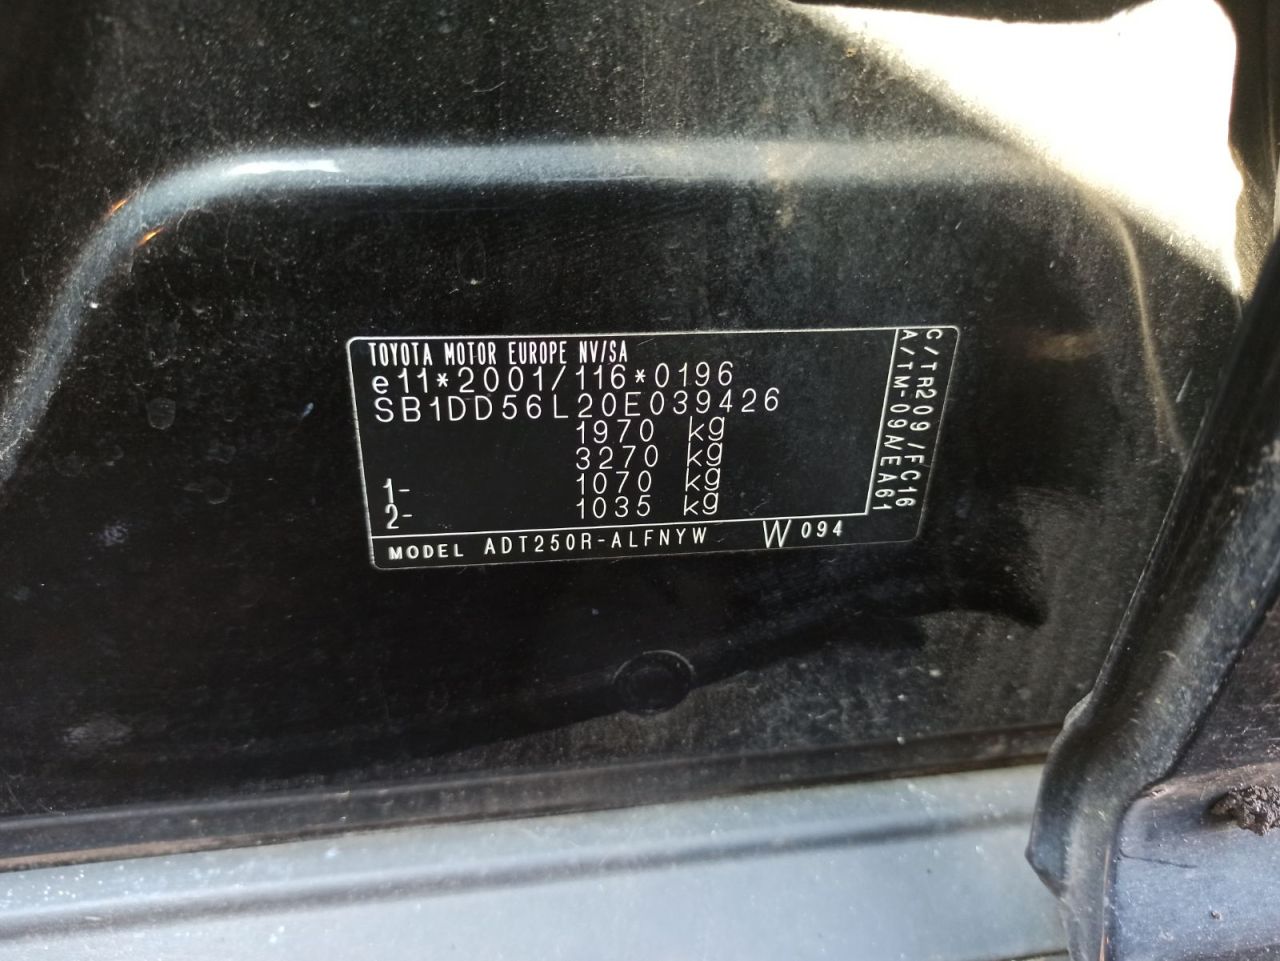 TOYOTA MOTOR EUROPE NV/SA
e11*2001/116*0196
SB1DD56L20E039426
1970 kg
3270 kg
1- 1070 kg
2- 1035 kg
MODEL ADT250R-ALFNYW W094
C/TR209/FC16
A/TM-09A/EA61